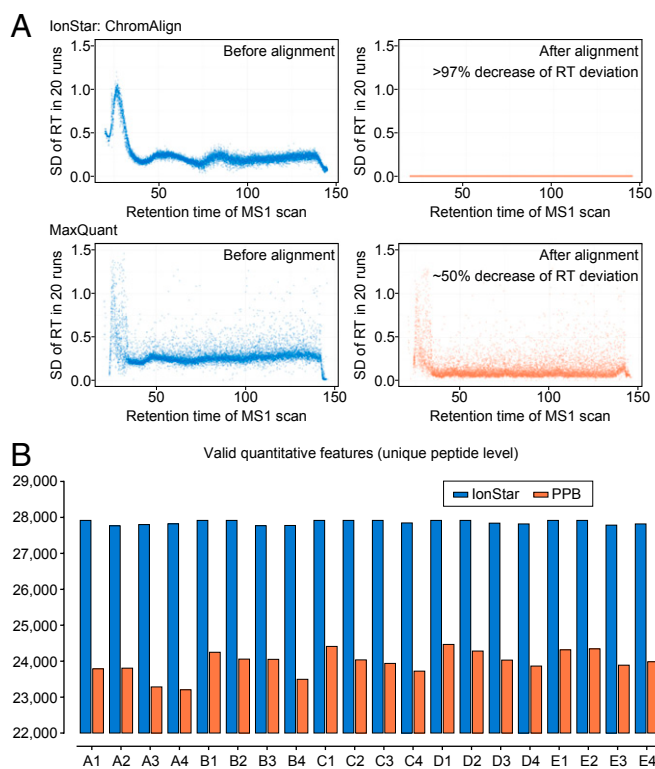 A
IonStar: ChromAlign
SD of RT in 20 runs
1.5
1.0
0.5
0.0
Before alignment
50
100
150
Retention time of MS1 scan
SD of RT in 20 runs
1.5
1.0
0.5
0.0
After alignment
>97% decrease of RT deviation
50
100
150
Retention time of MS1 scan
MaxQuant
SD of RT in 20 runs
1.5
1.0
0.5
0.0
Before alignment
50
100
150
Retention time of MS1 scan
SD of RT in 20 runs
1.5
1.0
0.5
0.0
After alignment
~50% decrease of RT deviation
50
100
150
Retention time of MS1 scan
B
Valid quantitative features (unique peptide level)
29,000
28,000
27,000
26,000
25,000
24,000
23,000
22,000
IonStar PPB
A1 A2 A3 A4 B1 B2 B3 B4 C1 C2 C3 C4 D1 D2 D3 D4 E1 E2 E3 E4